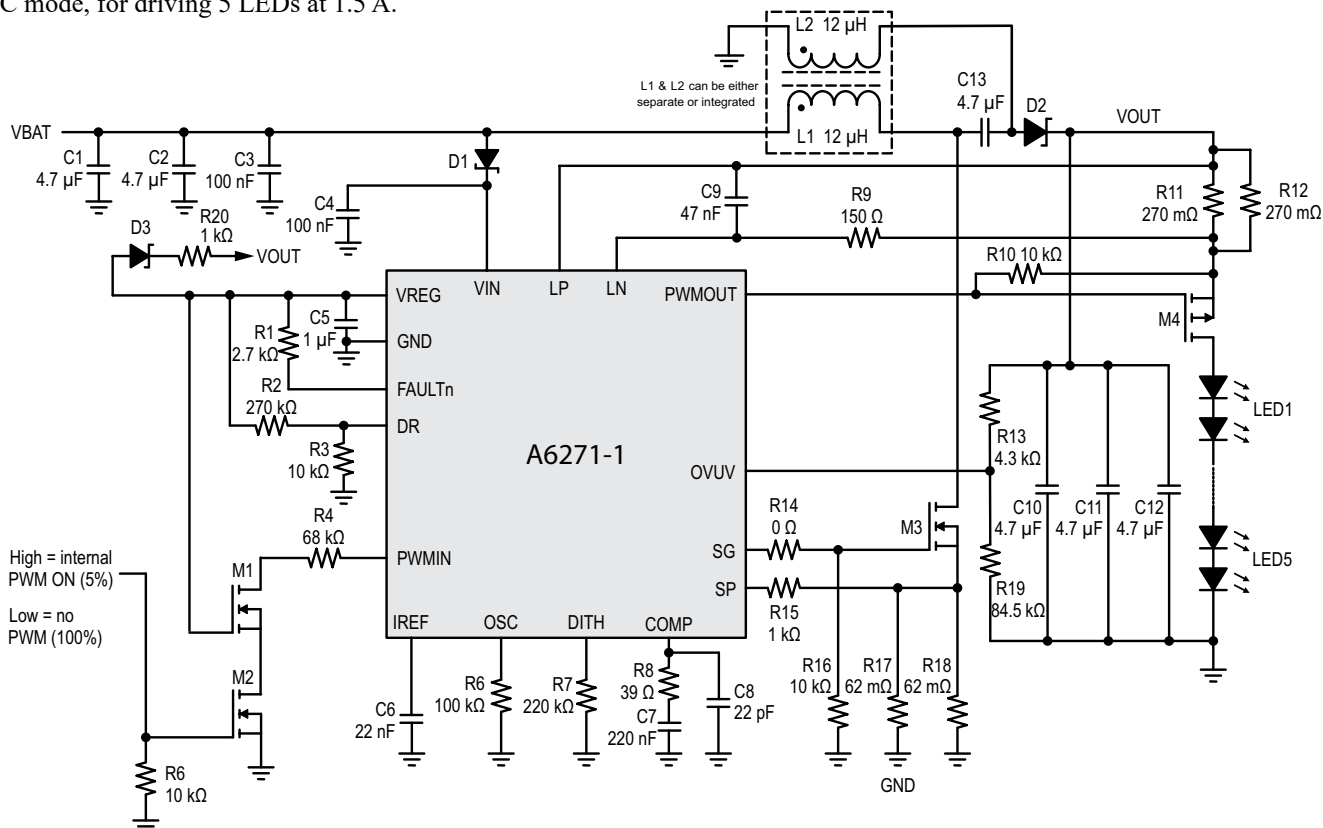 C mode, for driving 5 LEDs at 1.5 A.
L2 12 µH
L1 & L2 can be either
separate or integrated
L1 12 µH
C13
4.7 µF
D2
VOUT
VBAT
C1
4.7 µF
C2
4.7 µF
C3
100 nF
D1
C4
100 nF
C9
47 nF
R9
150 Ω
R11
270 mΩ
R12
270 mΩ
D3
R20
1 kΩ
VOUT
R10 10 kΩ
VREG
VIN
LP
LN
PWMOUT
M4
C5
1 µF
GND
R1
2.7 kΩ
FAULTn
R2
270 kΩ
DR
R3
10 kΩ
A6271-1
OVUV
LED1
R13
4.3 kΩ
C10
4.7 µF
C11
4.7 µF
C12
4.7 µF
LED5
R4
68 kΩ
PWMIN
R14
0 Ω
SG
M3
SP
R15
1 kΩ
R19
84.5 kΩ
High = internal
PWM ON (5%)
Low = no
PWM (100%)
M1
M2
IREF
OSC
DITH
COMP
C6
22 nF
R6
100 kΩ
R7
220 kΩ
R8
39 Ω
C7
220 nF
C8
22 pF
R16
10 kΩ
R17
62 mΩ
R18
62 mΩ
GND
R6
10 kΩ